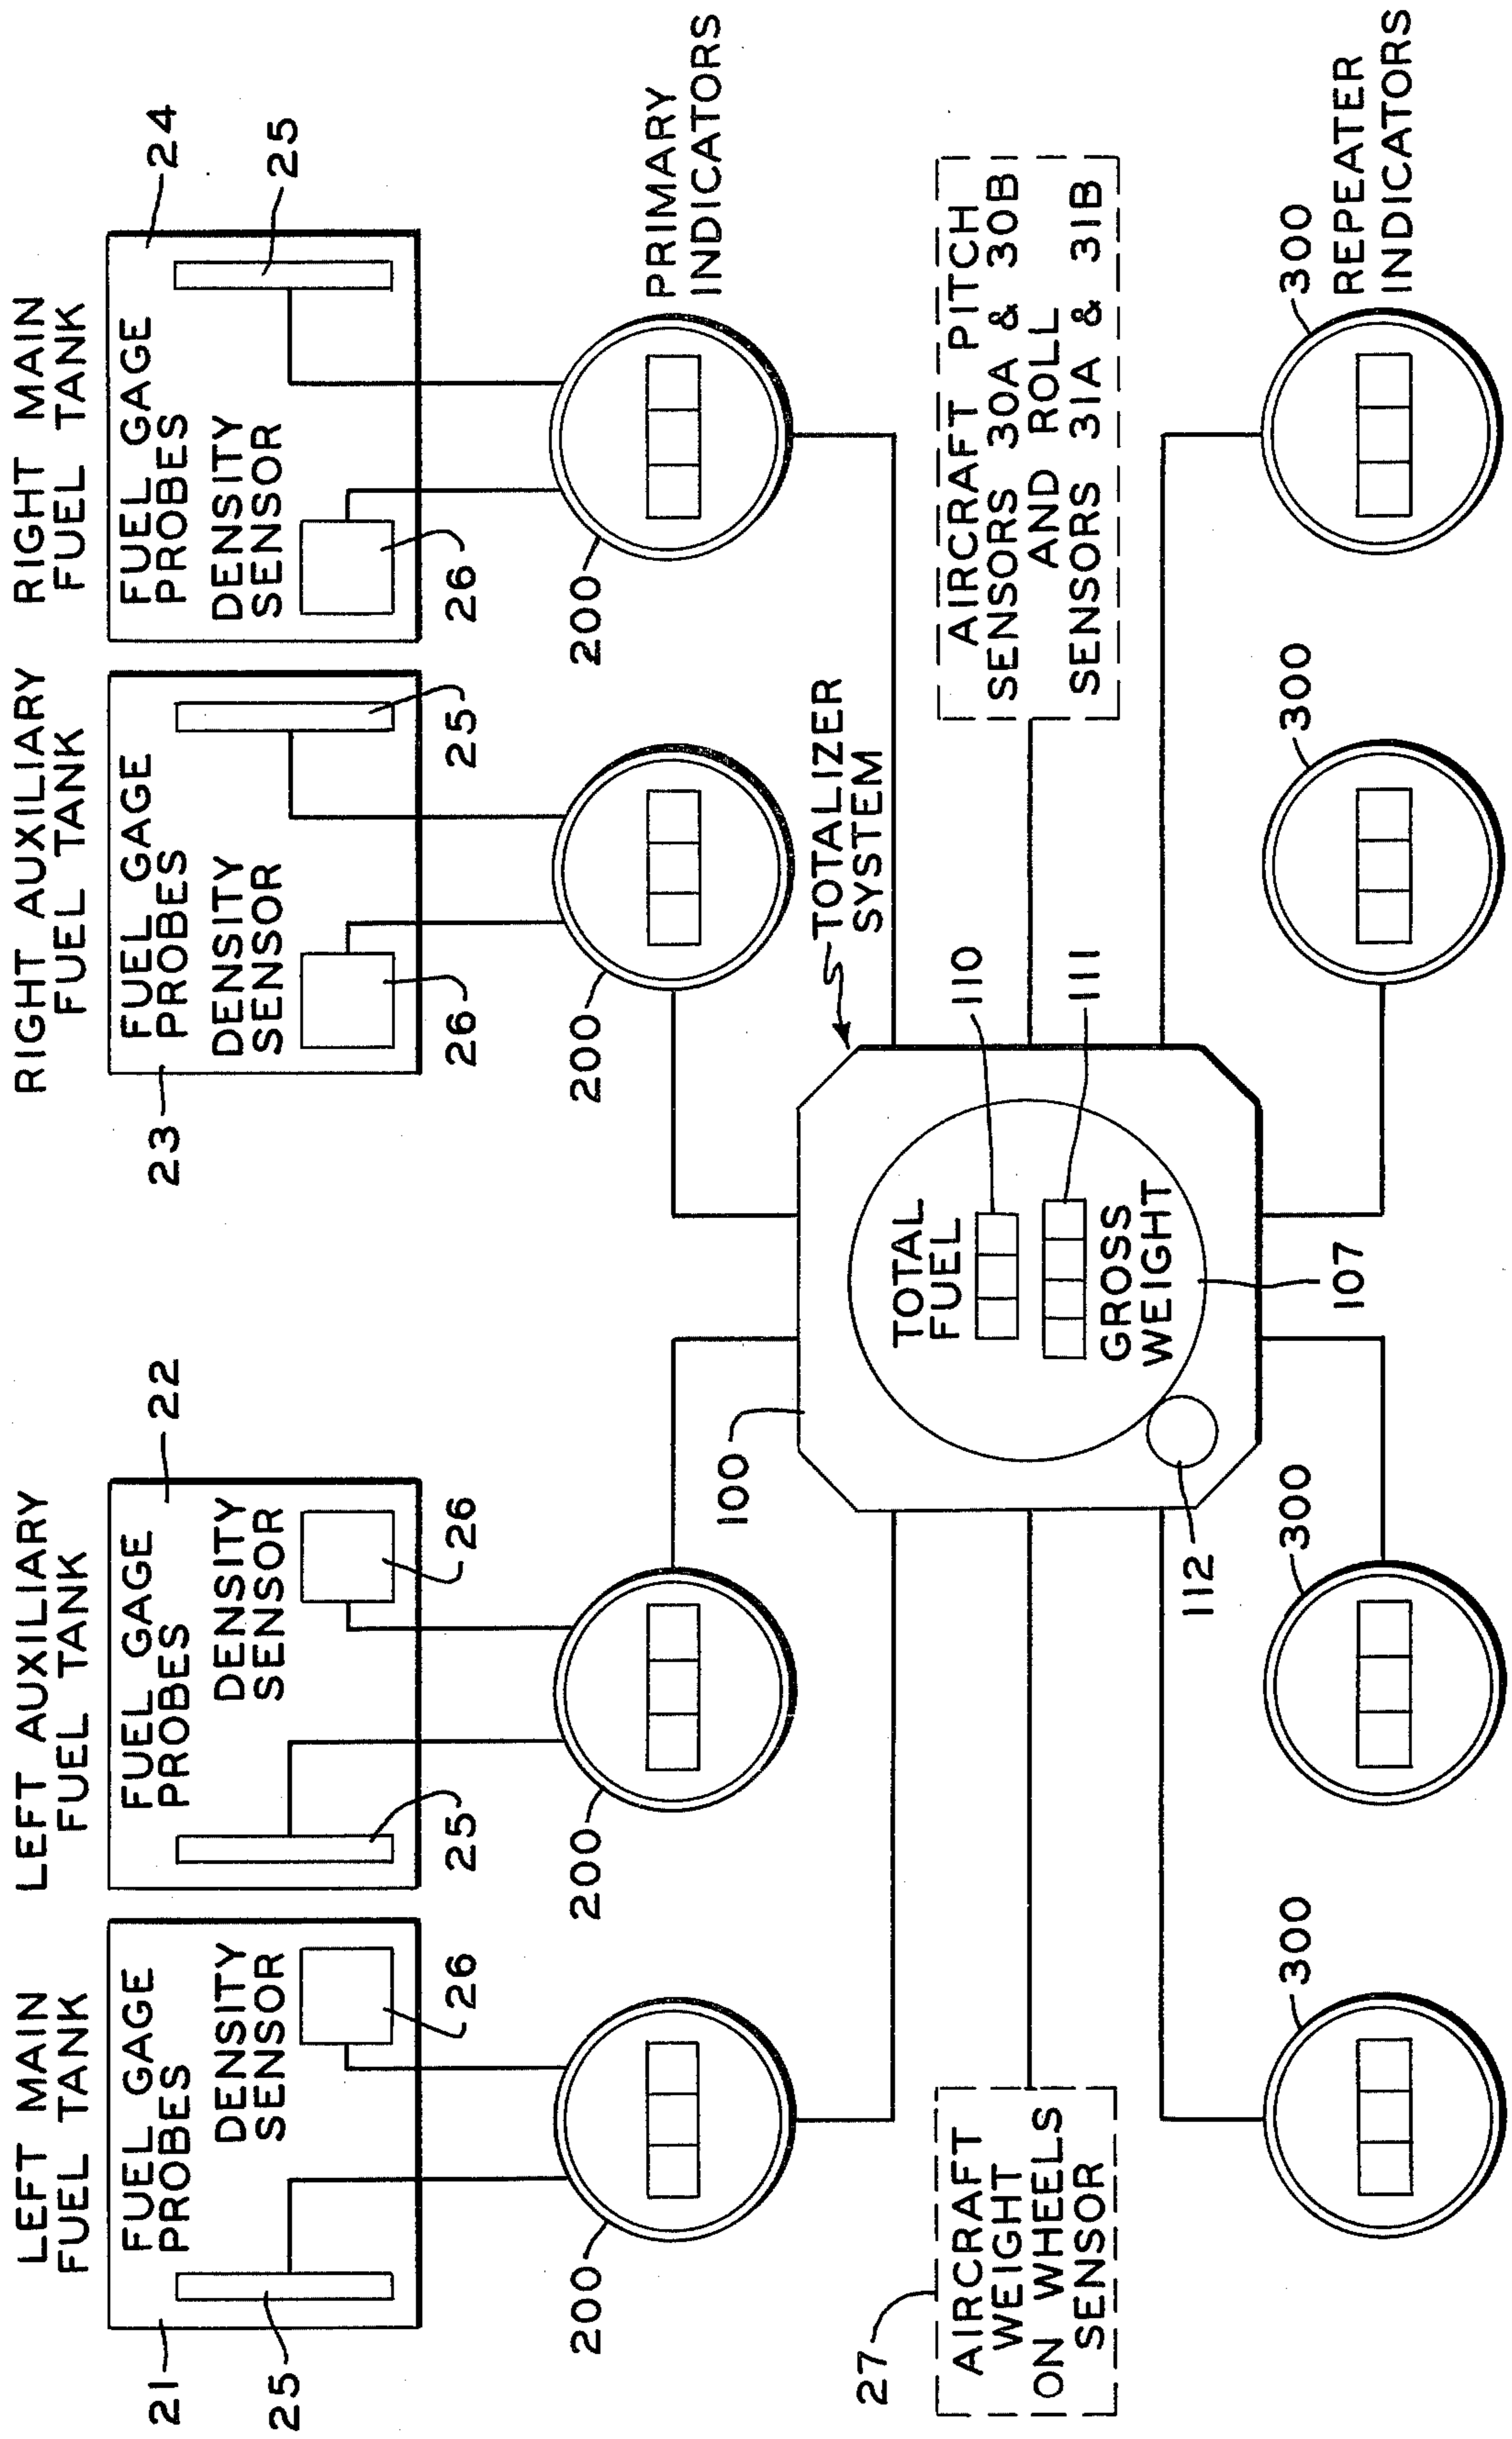 LEFT MAIN
FUEL TANK
LEFT AUXILIARY
FUEL TANK
RIGHT AUXILIARY
FUEL TANK
RIGHT MAIN
FUEL TANK
21
FUEL GAGE
PROBES
DENSITY
SENSOR
25
26
22
FUEL GAGE
PROBES
DENSITY
SENSOR
25
26
23
FUEL GAGE
PROBES
DENSITY
SENSOR
26
25
24
FUEL GAGE
PROBES
DENSITY
SENSOR
26
25
200
200
200
200
PRIMARY
INDICATORS
100
TOTALIZER
SYSTEM
TOTAL
FUEL
110
111
GROSS
WEIGHT
112
107
27
AIRCRAFT
WEIGHT
ON WHEELS
SENSOR
AIRCRAFT PITCH
SENSORS 30A & 30B
AND ROLL
SENSORS 31A & 31B
300
300
300
300
REPEATER
INDICATORS